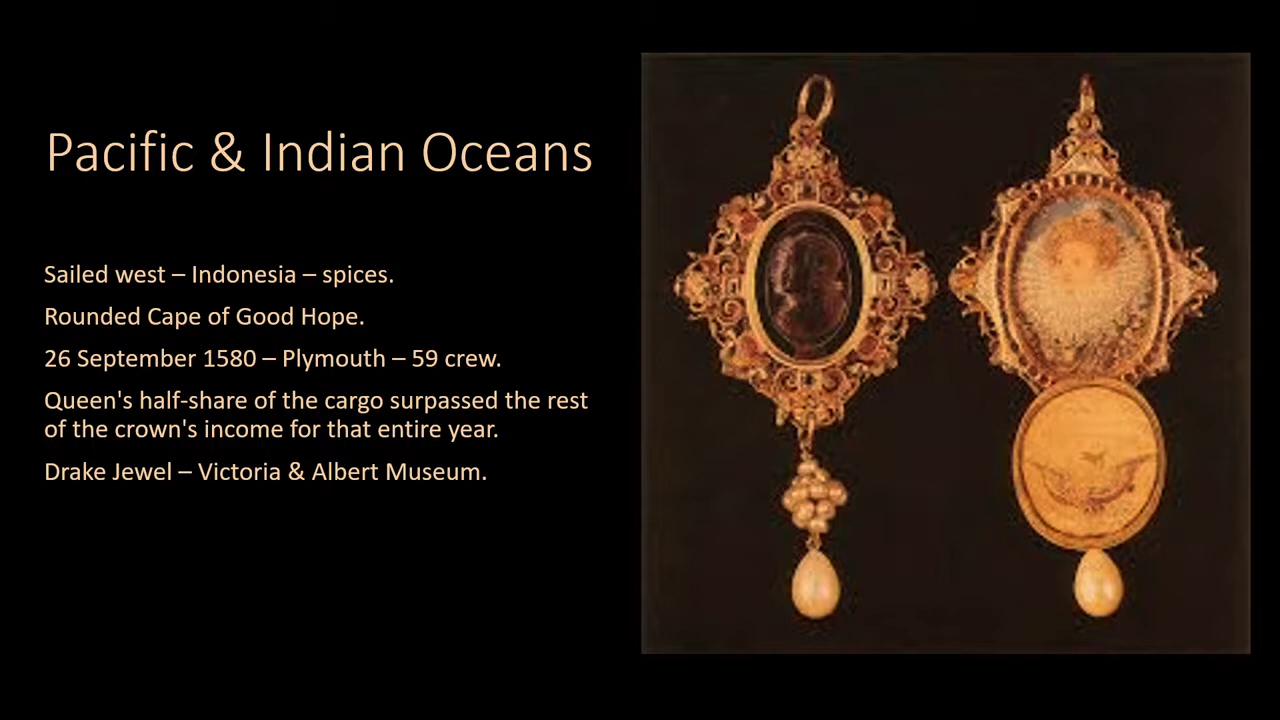 Pacific & Indian Oceans
Sailed west – Indonesia – spices.
Rounded Cape of Good Hope.
26 September 1580 – Plymouth – 59 crew.
Queen's half-share of the cargo surpassed the rest
of the crown's income for that entire year.
Drake Jewel – Victoria & Albert Museum.